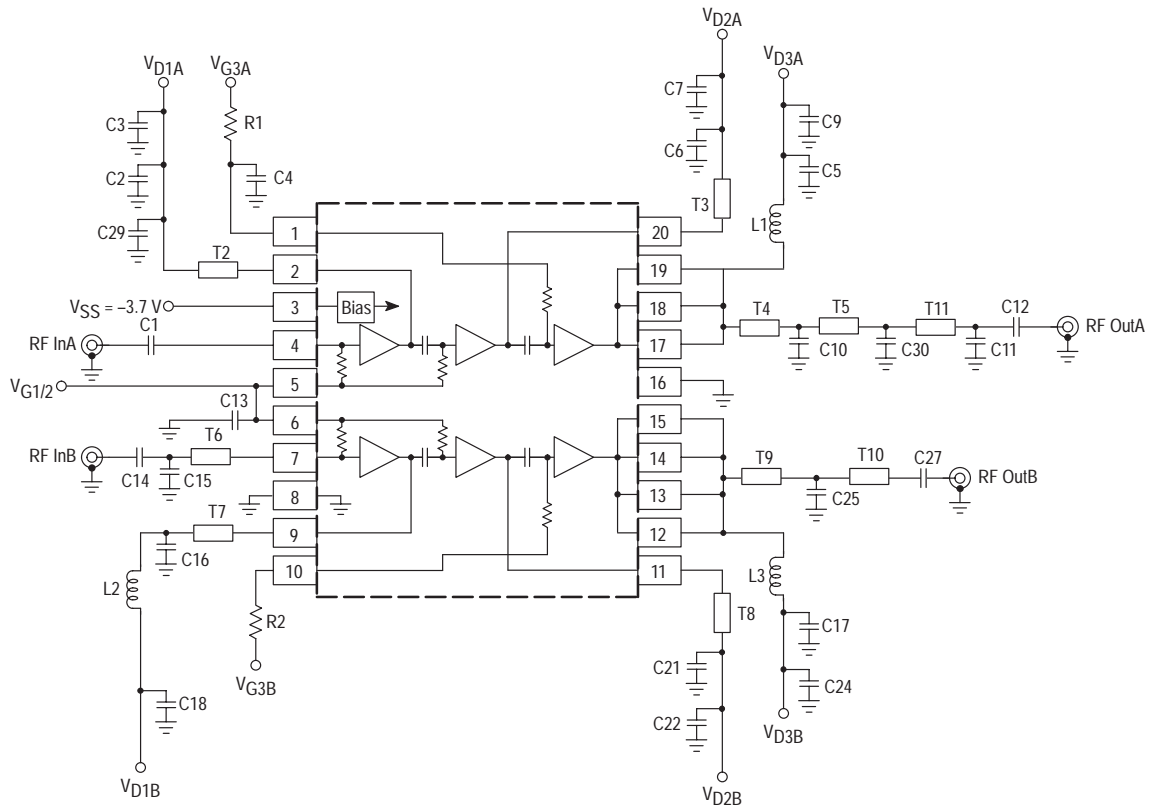 VD2A
VD1A
VG3A
VD3A
C7
C3
R1
C9
C6
C2
C4
C5
T3
C29
L1
1
20
T2
2
19
VSS = –3.7 V
3
Bias
18
T4
T5
T11
C12
C1
RF InA
4
17
RF OutA
C10
C30
C11
VG1/2
5
16
C13
6
15
T6
RF InB
7
14
T9
T10
C27
RF OutB
C14
C15
8
13
C25
T7
9
12
C16
10
11
L2
L3
R2
T8
C17
C21
VG3B
C24
C18
C22
VD3B
VD1B
VD2B